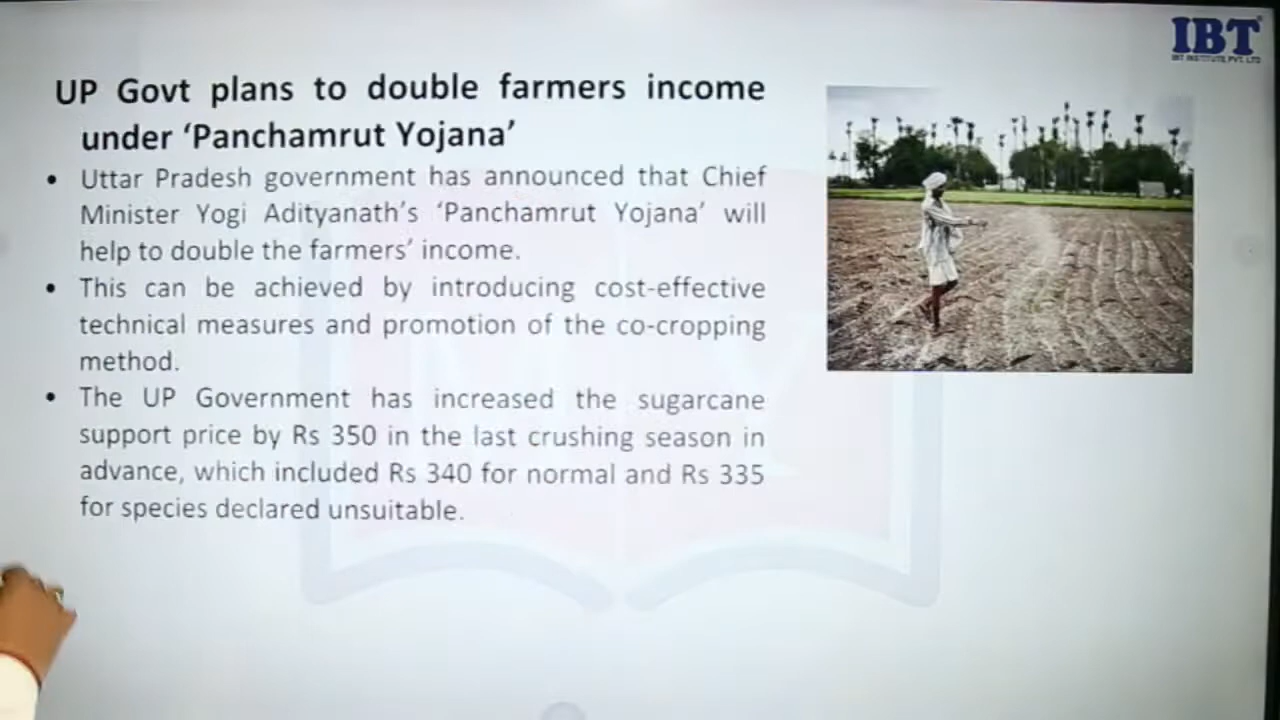 IBT
IBT INSTITUTE PVT. LTD
UP Govt plans to double farmers income
under ‘Panchamrut Yojana’
• Uttar Pradesh government has announced that Chief
Minister Yogi Adityanath’s ‘Panchamrut Yojana’ will
help to double the farmers’ income.
• This can be achieved by introducing cost-effective
technical measures and promotion of the co-cropping
method.
• The UP Government has increased the sugarcane
support price by Rs 350 in the last crushing season in
advance, which included Rs 340 for normal and Rs 335
for species declared unsuitable.